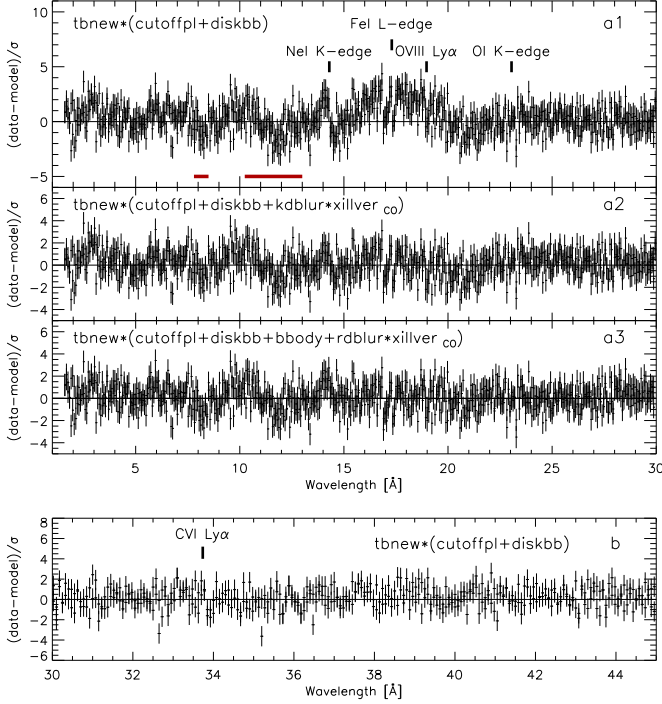 tbnew*(cutoffpl+diskbb)
a1
FeI L-edge
NeI K-edge
OVIII Lyα
OI K-edge
(data-model)/σ
10
5
0
-5
tbnew*(cutoffpl+diskbb+kdblur*xillver CO)
a2
(data-model)/σ
6
4
2
0
-2
-4
tbnew*(cutoffpl+diskbb+bbody+rdblur*xillver CO)
a3
(data-model)/σ
6
4
2
0
-2
-4
5 10 15 20 25 30
Wavelength [Å]
CVI Lyα
tbnew*(cutoffpl+diskbb)
b
(data-model)/σ
8
6
4
2
0
-2
-4
-6
30 32 34 36 38 40 42 44
Wavelength [Å]